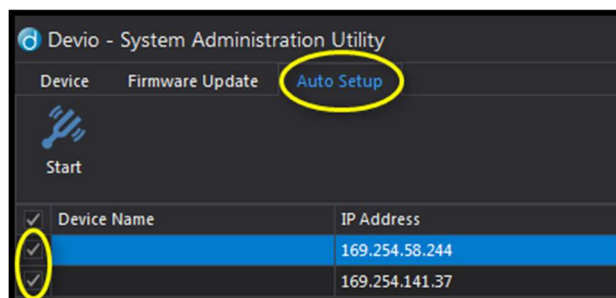 Devio - System Administration Utility
Device Firmware Update Auto Setup
Start
Device Name IP Address
169.254.58.244
169.254.141.37